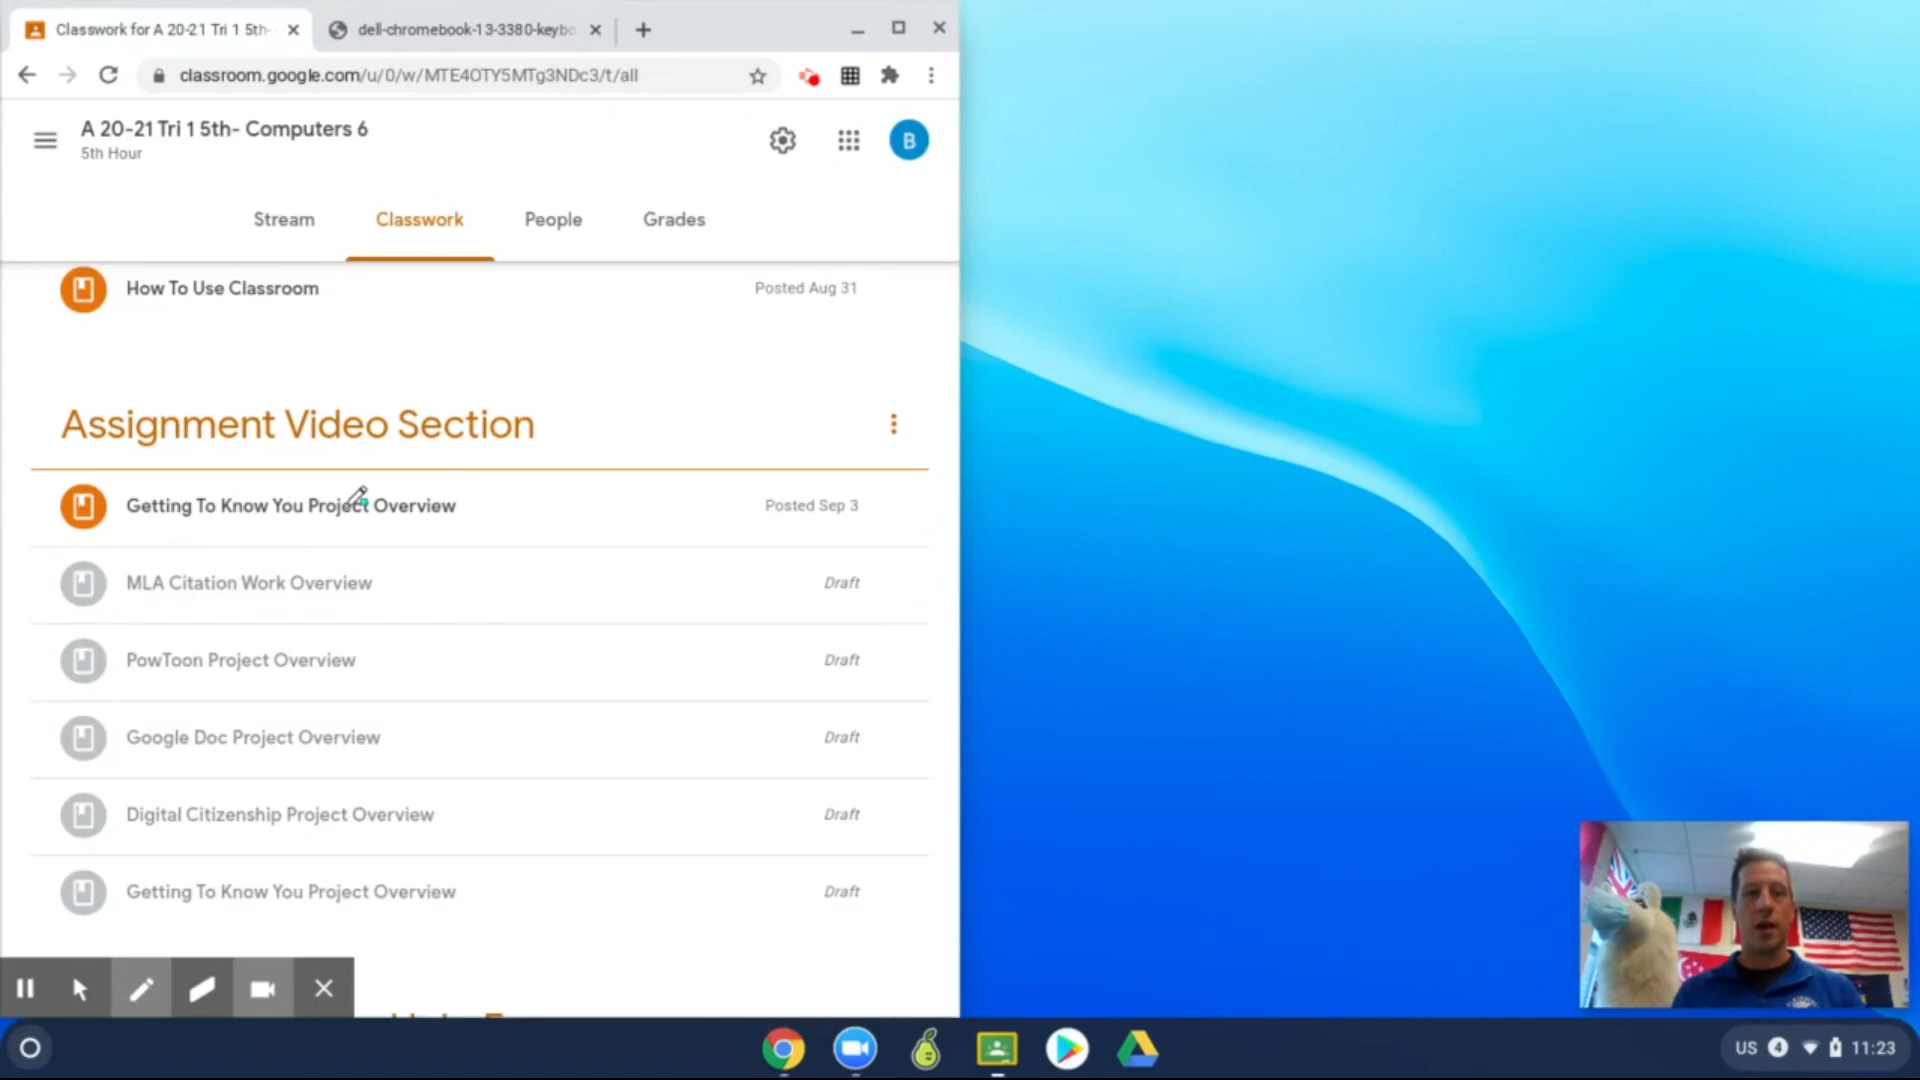 Classwork for A 20-21 Tri 1 5th-
dell-chromebook-13-3380-keybo
classroom.google.com/u/0/w/MTE4OTY5MTg3NDc3/t/all
A 20-21 Tri 1 5th- Computers 6
5th Hour
B
Stream
Classwork
People
Grades
How To Use Classroom
Posted Aug 31
Assignment Video Section
Getting To Know You Project Overview
Posted Sep 3
MLA Citation Work Overview
Draft
PowToon Project Overview
Draft
Google Doc Project Overview
Draft
Digital Citizenship Project Overview
Draft
Getting To Know You Project Overview
Draft
US
4
11:23